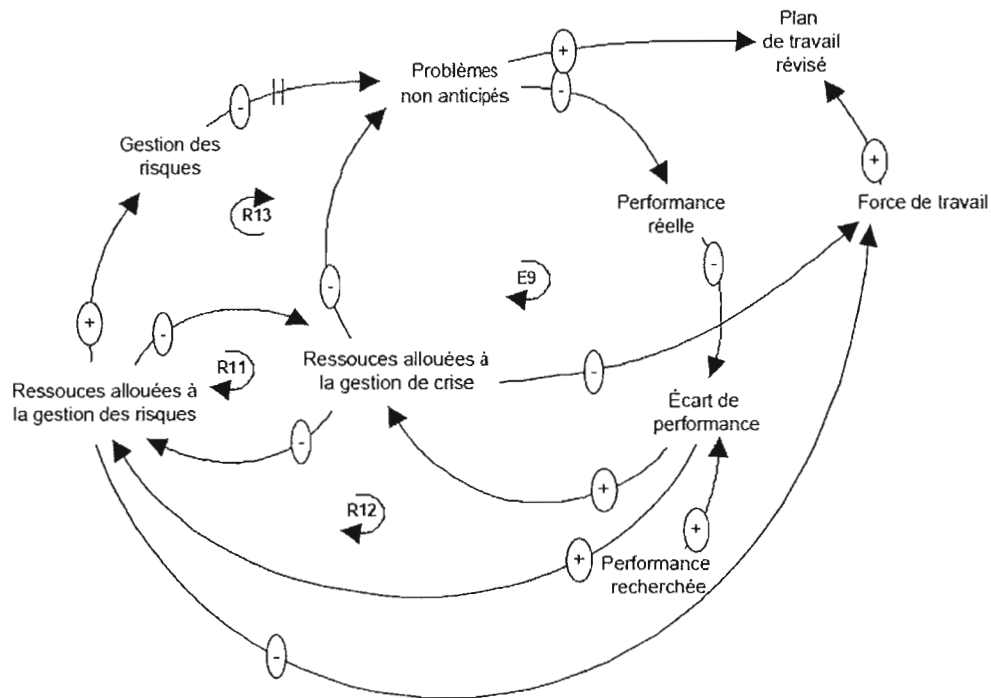 Plan
de travail
révisé
+
Problèmes
non anticipés
-
-
Gestion des
risques
+
R13
Performance
réelle
Force de travail
-
E9
-
+
-
Ressouces allouées à
la gestion de crise
R11
-
Ressouces allouées à
la gestion des risques
Écart de
performance
-
+
R12
+
+
Performance
recherchée
-